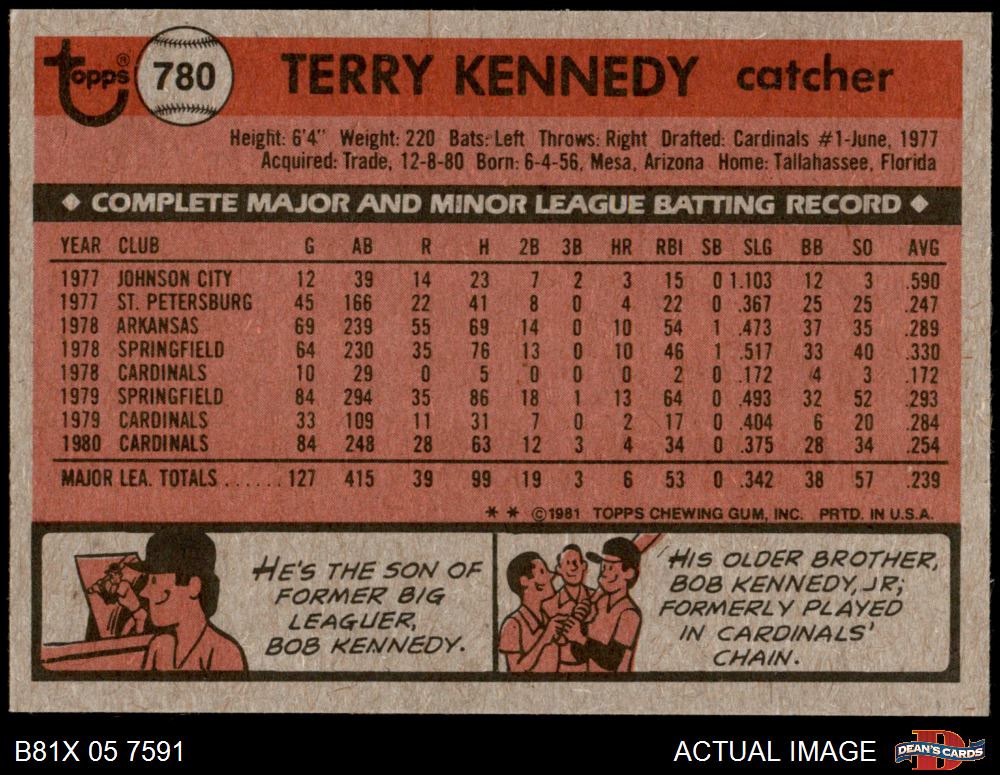 Topps® 780 TERRY KENNEDY catcher
Height: 6'4" Weight: 220 Bats: Left Throws: Right Drafted: Cardinals #1-June, 1977
Acquired: Trade, 12-8-80 Born: 6-4-56, Mesa, Arizona Home: Tallahassee, Florida
◆ COMPLETE MAJOR AND MINOR LEAGUE BATTING RECORD ◆
YEAR CLUB G AB R H 2B 3B HR RBI SB SLG BB SO AVG
1977 JOHNSON CITY 12 39 14 23 7 2 3 15 0 1.103 12 3 .590
1977 ST. PETERSBURG 45 166 22 41 8 0 4 22 0 .367 25 25 .247
1978 ARKANSAS 69 239 55 69 14 0 10 54 1 .473 37 35 .289
1978 SPRINGFIELD 64 230 35 76 13 0 10 46 1 .517 33 40 .330
1978 CARDINALS 10 29 0 5 0 0 0 2 0 .172 4 3 .172
1979 SPRINGFIELD 84 294 35 86 18 1 13 64 0 .493 32 52 .293
1979 CARDINALS 33 109 11 31 7 0 2 17 0 .404 6 20 .284
1980 CARDINALS 84 248 28 63 12 3 4 34 0 .375 28 34 .254
MAJOR LEA. TOTALS ...... 127 415 39 99 19 3 6 53 0 .342 38 57 .239
* * ©1981 TOPPS CHEWING GUM, INC. PRTD. IN U.S.A.
HE'S THE SON OF
FORMER BIG
LEAGUER,
BOB KENNEDY.
HIS OLDER BROTHER,
BOB KENNEDY, JR;
FORMERLY PLAYED
IN CARDINALS'
CHAIN.
B81X 05 7591
ACTUAL IMAGE
DEAN'S CARDS